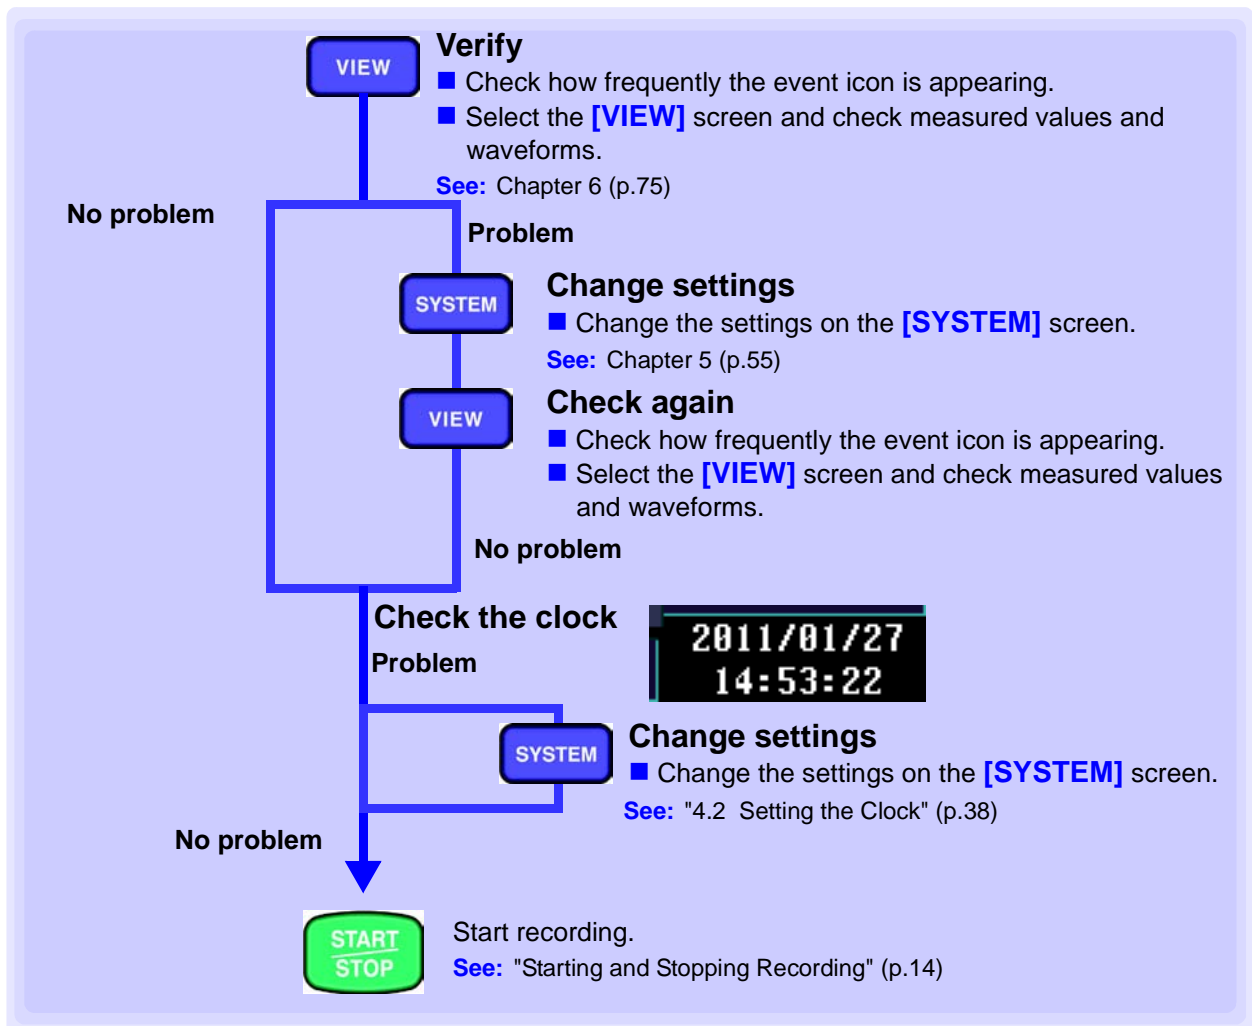 VIEW
Verify
Check how frequently the event icon is appearing.
Select the [VIEW] screen and check measured values and
waveforms.
See: Chapter 6 (p.75)
No problem
Problem
SYSTEM
Change settings
Change the settings on the [SYSTEM] screen.
See: Chapter 5 (p.55)
VIEW
Check again
Check how frequently the event icon is appearing.
Select the [VIEW] screen and check measured values
and waveforms.
No problem
Check the clock
2011/01/27
14:53:22
Problem
SYSTEM
Change settings
Change the settings on the [SYSTEM] screen.
See: "4.2 Setting the Clock" (p.38)
No problem
START
STOP
Start recording.
See: "Starting and Stopping Recording" (p.14)